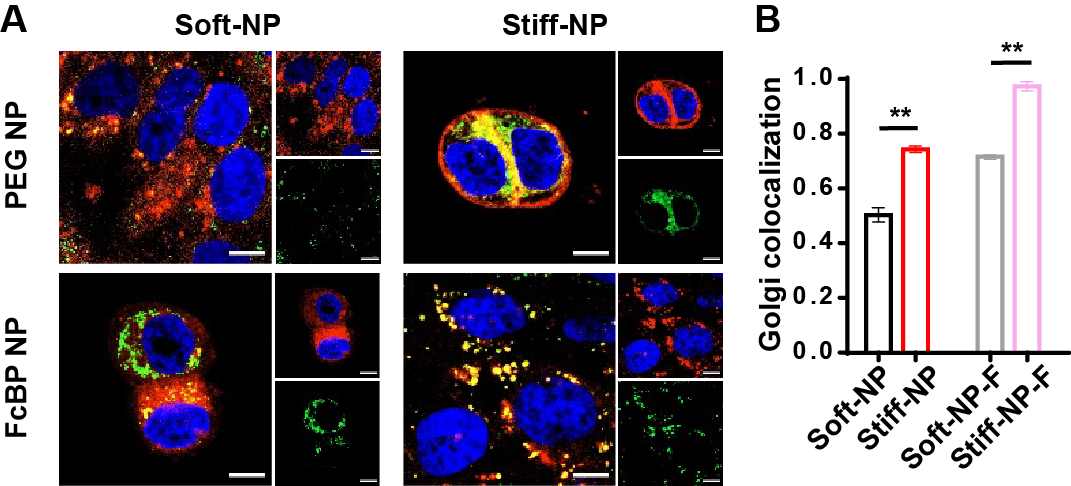 A
Soft-NP
Stiff-NP
PEG NP
FcBP NP
B
**
**
Golgi colocalization
1.0
0.8
0.6
0.4
0.2
0.0
Soft-NP
Stiff-NP
Soft-NP-F
Stiff-NP-F